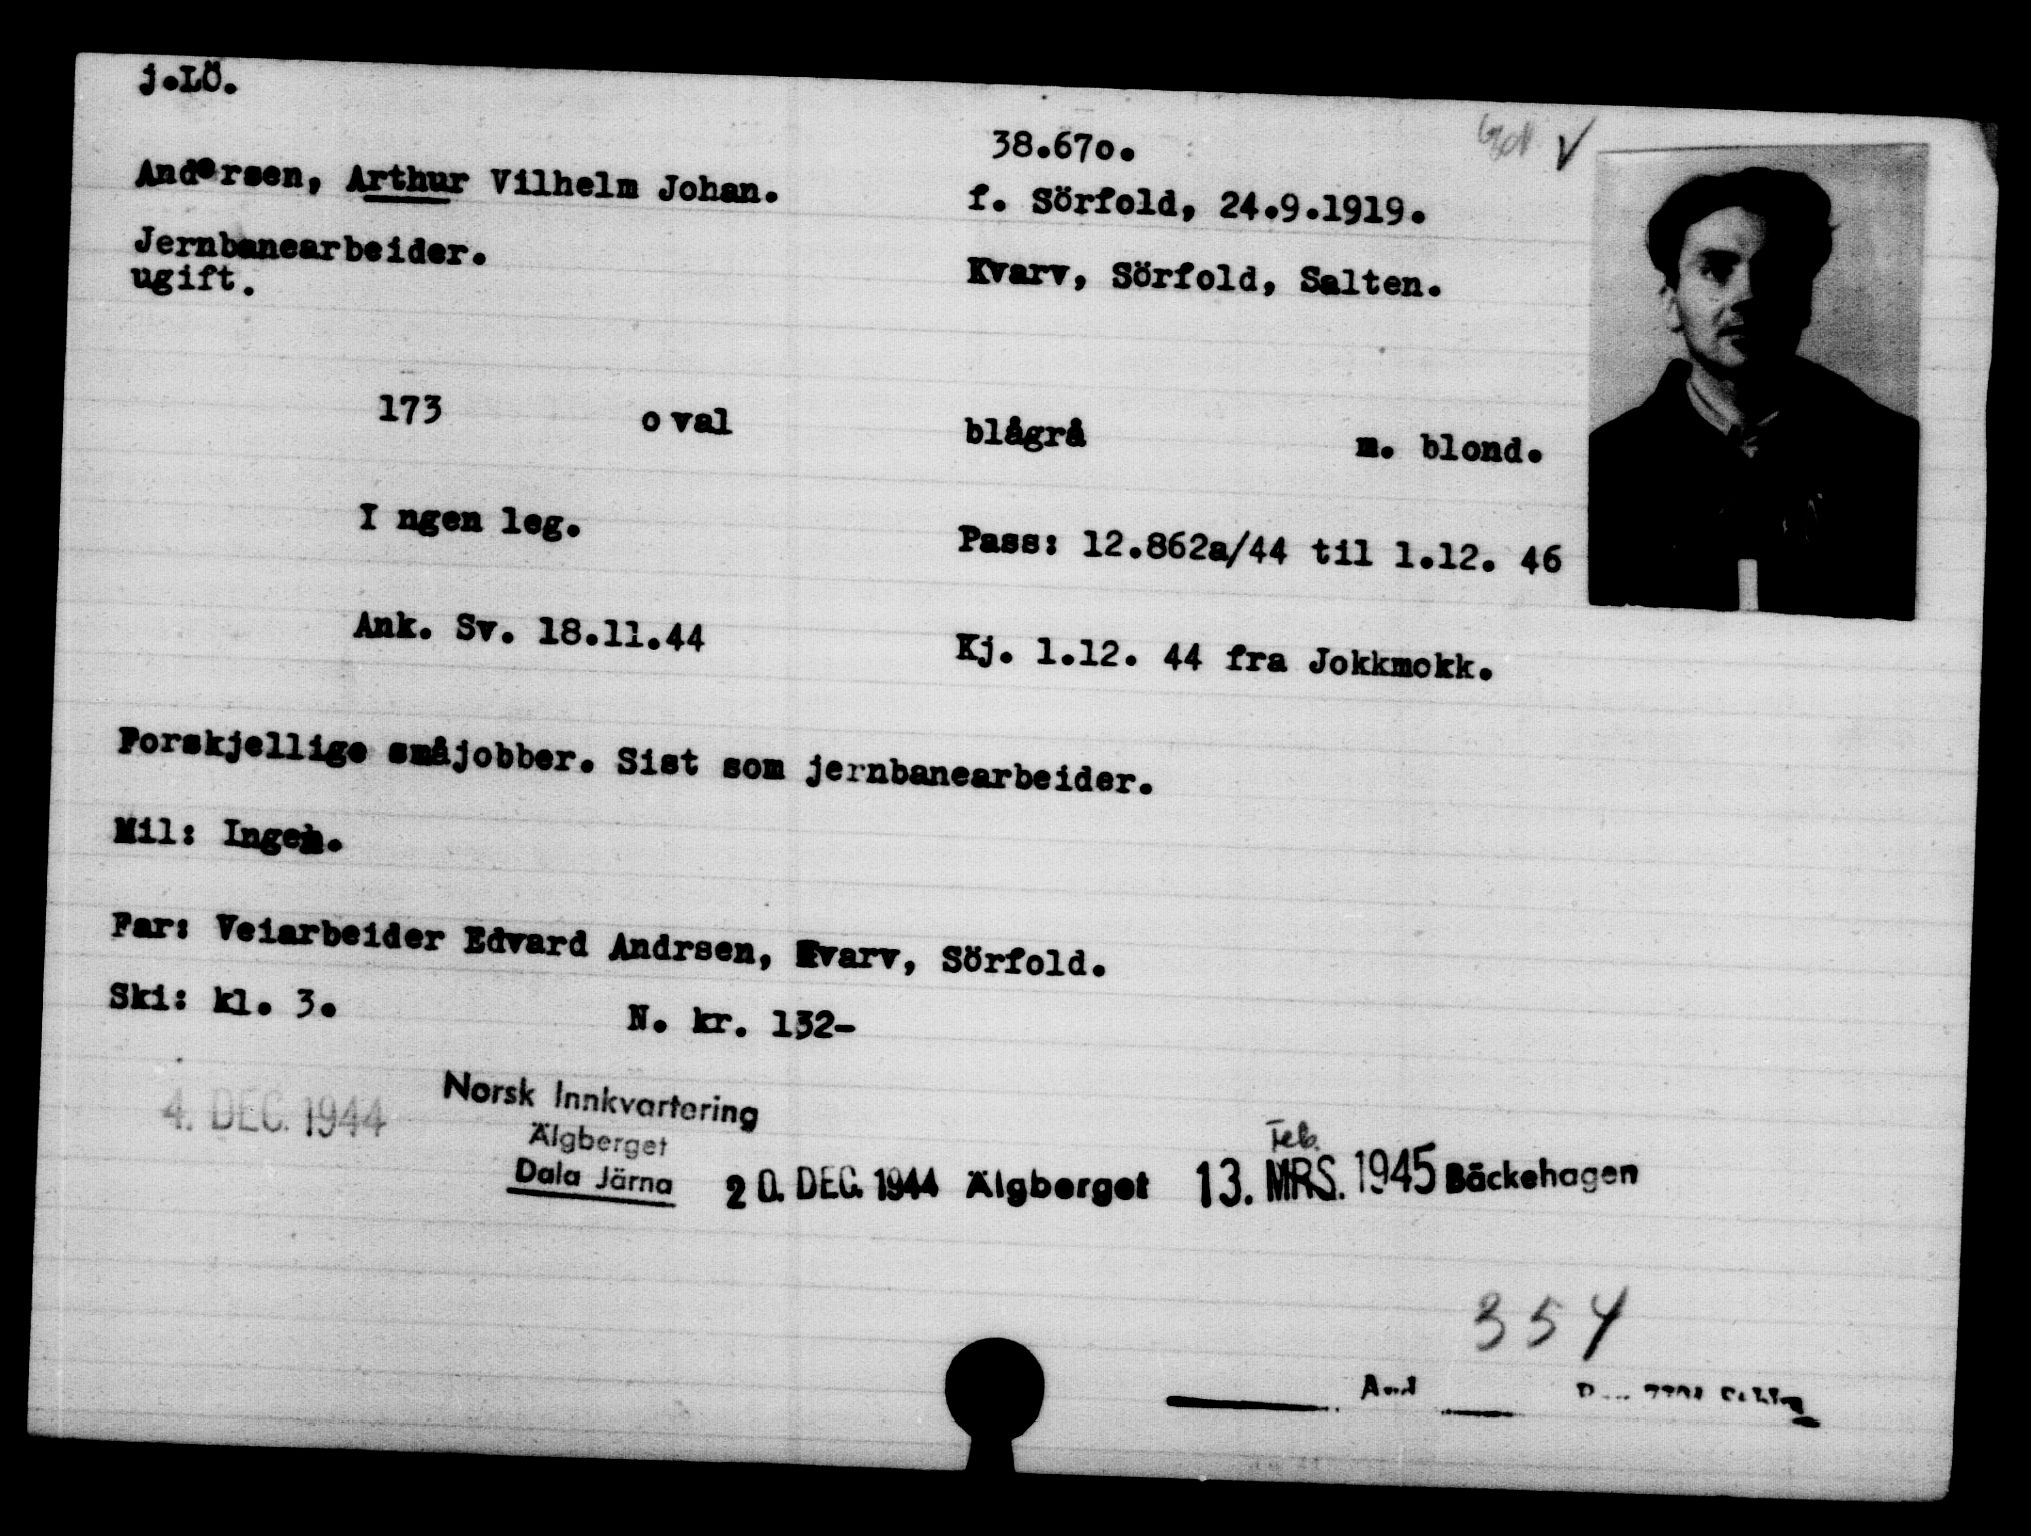 j.LÖ.
38.67o.
V
Andersen, Arthur Vilhelm Johan.
f. Sörfold, 24.9.1919.
Jernbanearbeider.
ugift.
Kvarv, Sörfold, Salten.
173 oval blågrå m. blond.
I ngen leg.
Pass: 12.862a/44 til 1.12. 46
Ank. Sv. 18.11.44
Kj. 1.12. 44 fra Jokkmokk.
Forskjellige småjobber. Sist som jernbanearbeider.
Mil: Ingen.
Far: Veiarbeider Edvard Andrsen, Kvarv, Sörfold.
Ski: kl. 3.
N. kr. 132-
4. DEC. 1944
Norsk Innkvartering
Älgberget
Dala Järna
20. DEC. 1944 Älgberget
Feb.
13. MRS. 1945 Bäckehagen
354